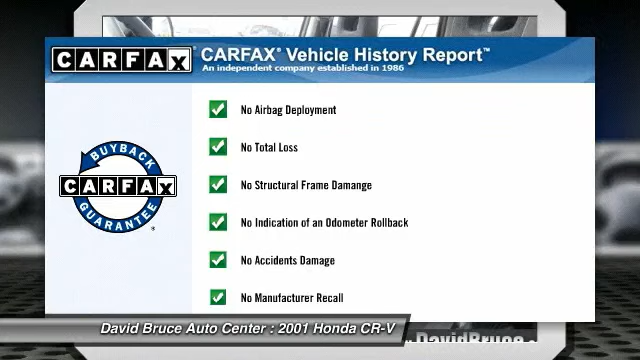 CARFAX
CARFAX® Vehicle History Report™
An independent company established in 1986
No Airbag Deployment
No Total Loss
No Structural Frame Damange
No Indication of an Odometer Rollback
No Accidents Damage
No Manufacturer Recall
BUYBACK
CARFAX
GUARANTEE®
David Bruce Auto Center : 2001 Honda CR-V
DavidBruce